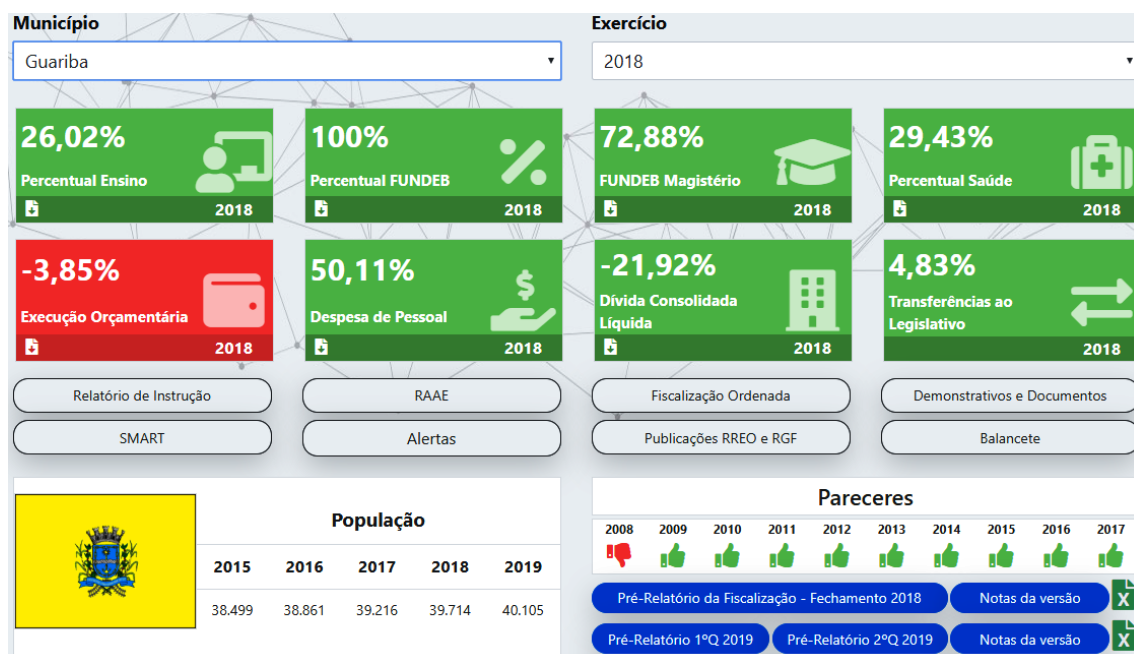 Município
Exercício
Guariba
2018
26,02%
Percentual Ensino
2018
100%
Percentual FUNDEB
2018
72,88%
FUNDEB Magistério
2018
29,43%
Percentual Saúde
2018
-3,85%
Execução Orçamentária
2018
50,11%
Despesa de Pessoal
2018
-21,92%
Dívida Consolidada
Líquida
2018
4,83%
Transferências ao
Legislativo
2018
Relatório de Instrução
RAAE
Fiscalização Ordenada
Demonstrativos e Documentos
SMART
Alertas
Publicações RREO e RGF
Balancete
População
2015 2016 2017 2018 2019
38.499 38.861 39.216 39.714 40.105
Pareceres
2008 2009 2010 2011 2012 2013 2014 2015 2016 2017
Pré-Relatório da Fiscalização - Fechamento 2018
Notas da versão
X
Pré-Relatório 1ºQ 2019
Pré-Relatório 2ºQ 2019
Notas da versão
X